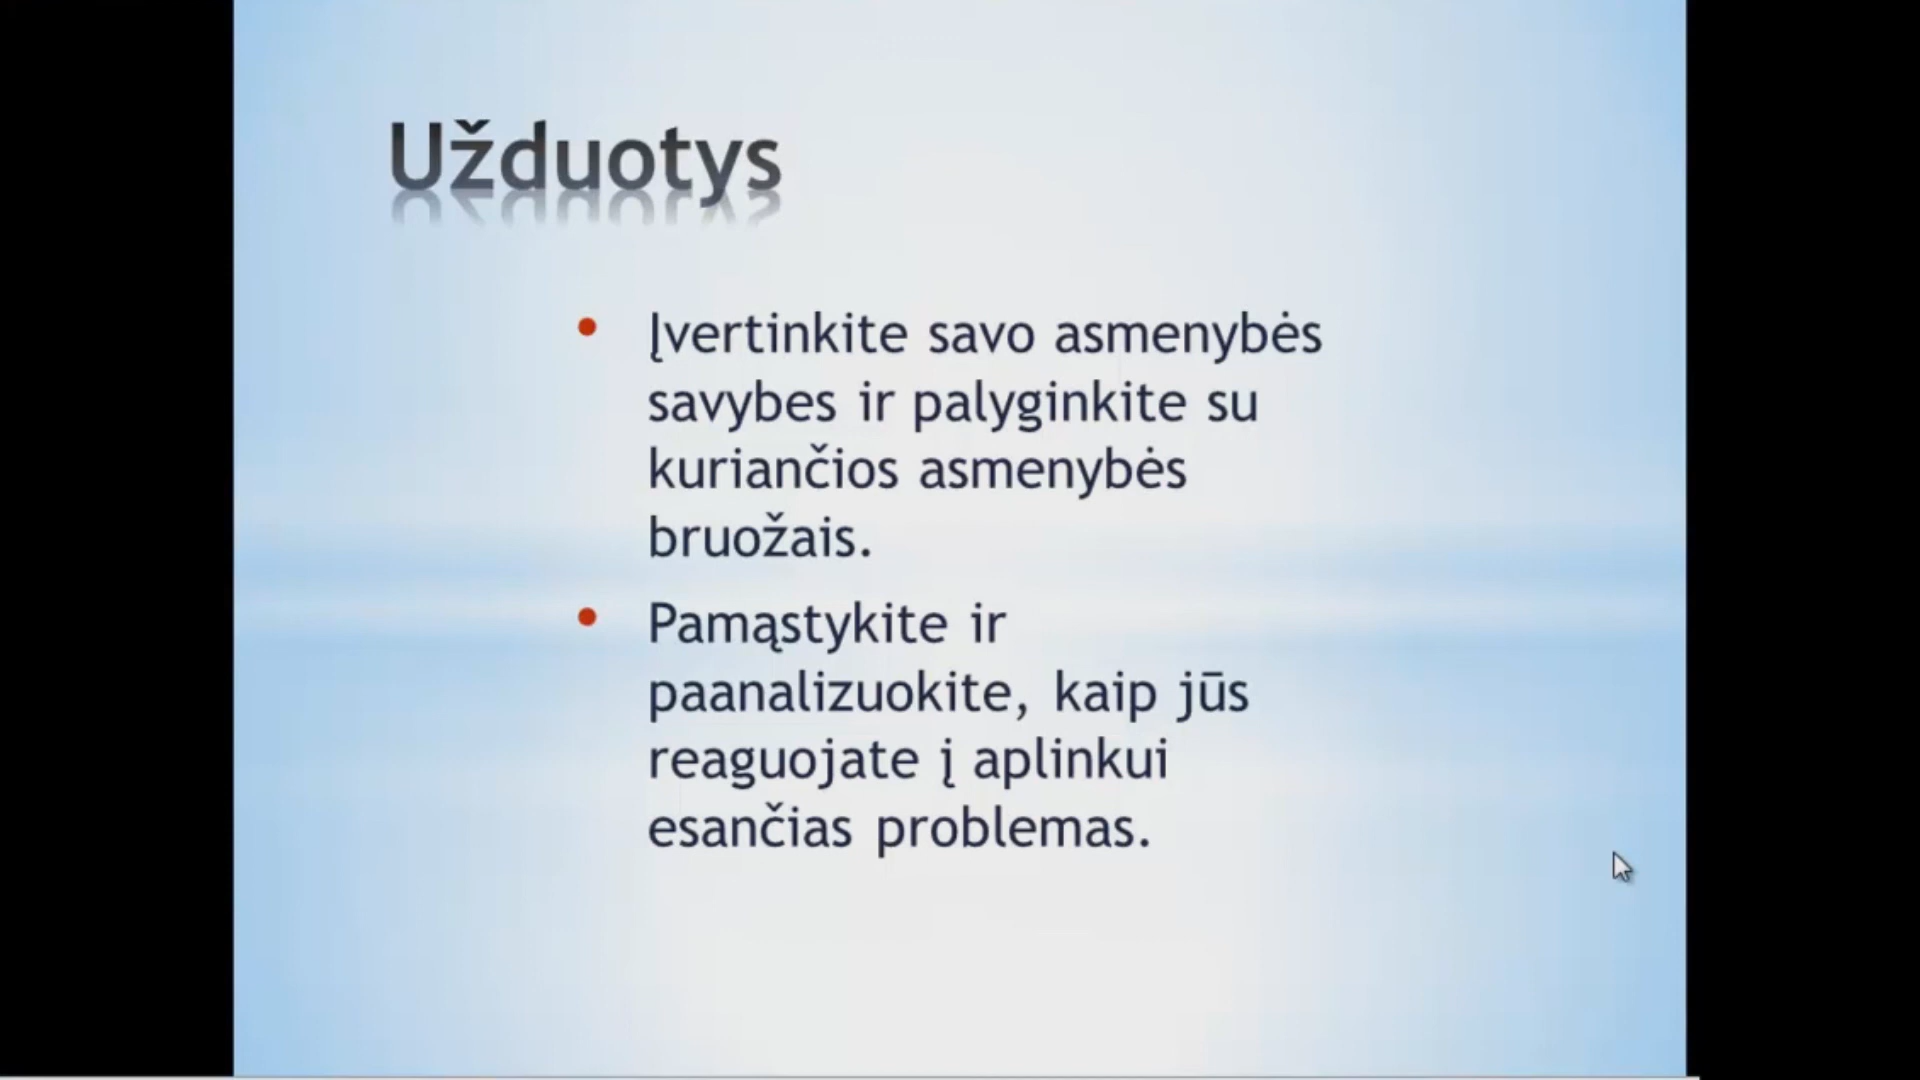 Užduotys
• Įvertinkite savo asmenybės
savybes ir palyginkite su
kuriančios asmenybės
bruožais.
• Pamąstykite ir
paanalizuokite, kaip jūs
reaguojate į aplinkui
esančias problemas.